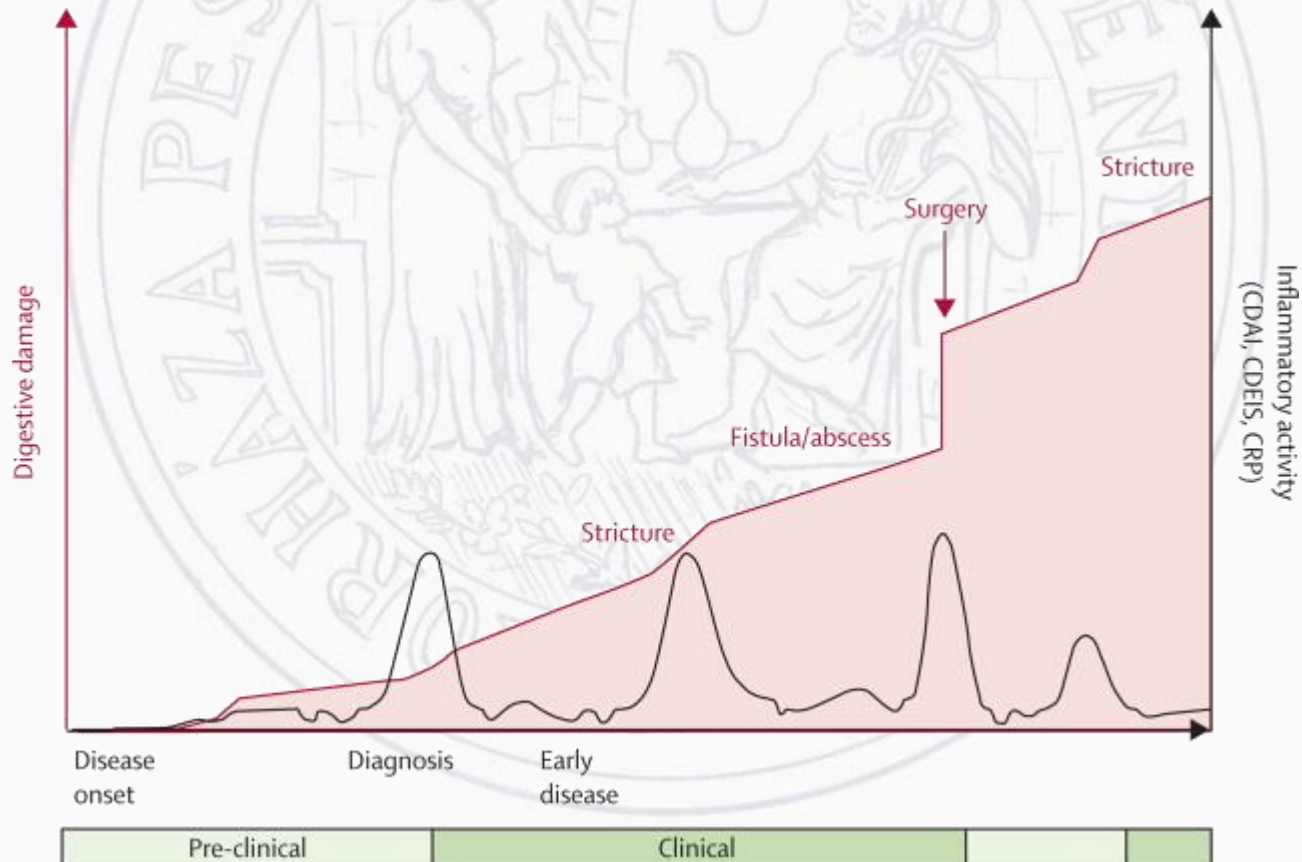 Stricture
Surgery
Fistula/abscess
Stricture
Digestive damage
Inflammatory activity
(CDAI, CDEIS, CRP)
Disease
onset
Diagnosis
Early
disease
Pre-clinical
Clinical